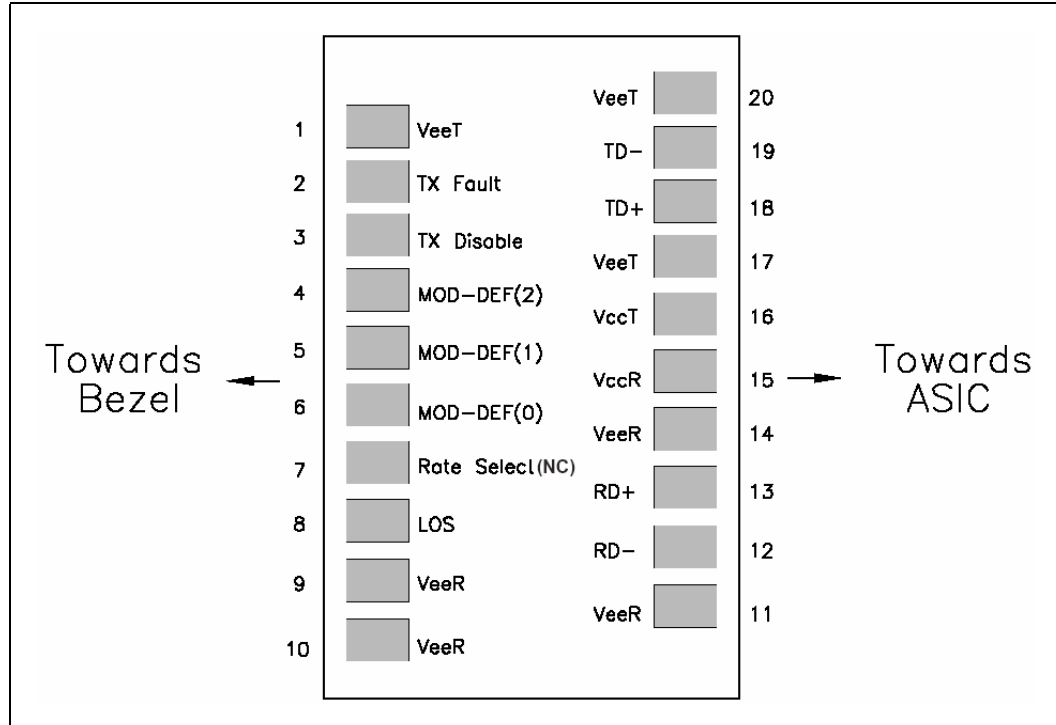 1 VeeT
2 TX Fault
3 TX Disable
4 MOD-DEF(2)
5 MOD-DEF(1)
6 MOD-DEF(0)
7 Rate Select(NC)
8 LOS
9 VeeR
10 VeeR
VeeT 20
TD- 19
TD+ 18
VeeT 17
VccT 16
VccR 15
VeeR 14
RD+ 13
RD- 12
VeeR 11
Towards
Bezel
Towards
ASIC